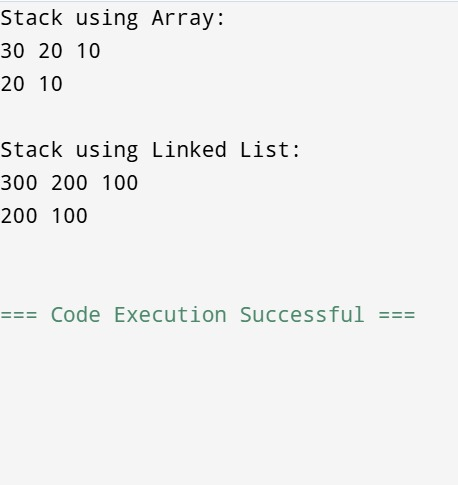 Stack using Array:
30 20 10
20 10
Stack using Linked List:
300 200 100
200 100
=== Code Execution Successful ===